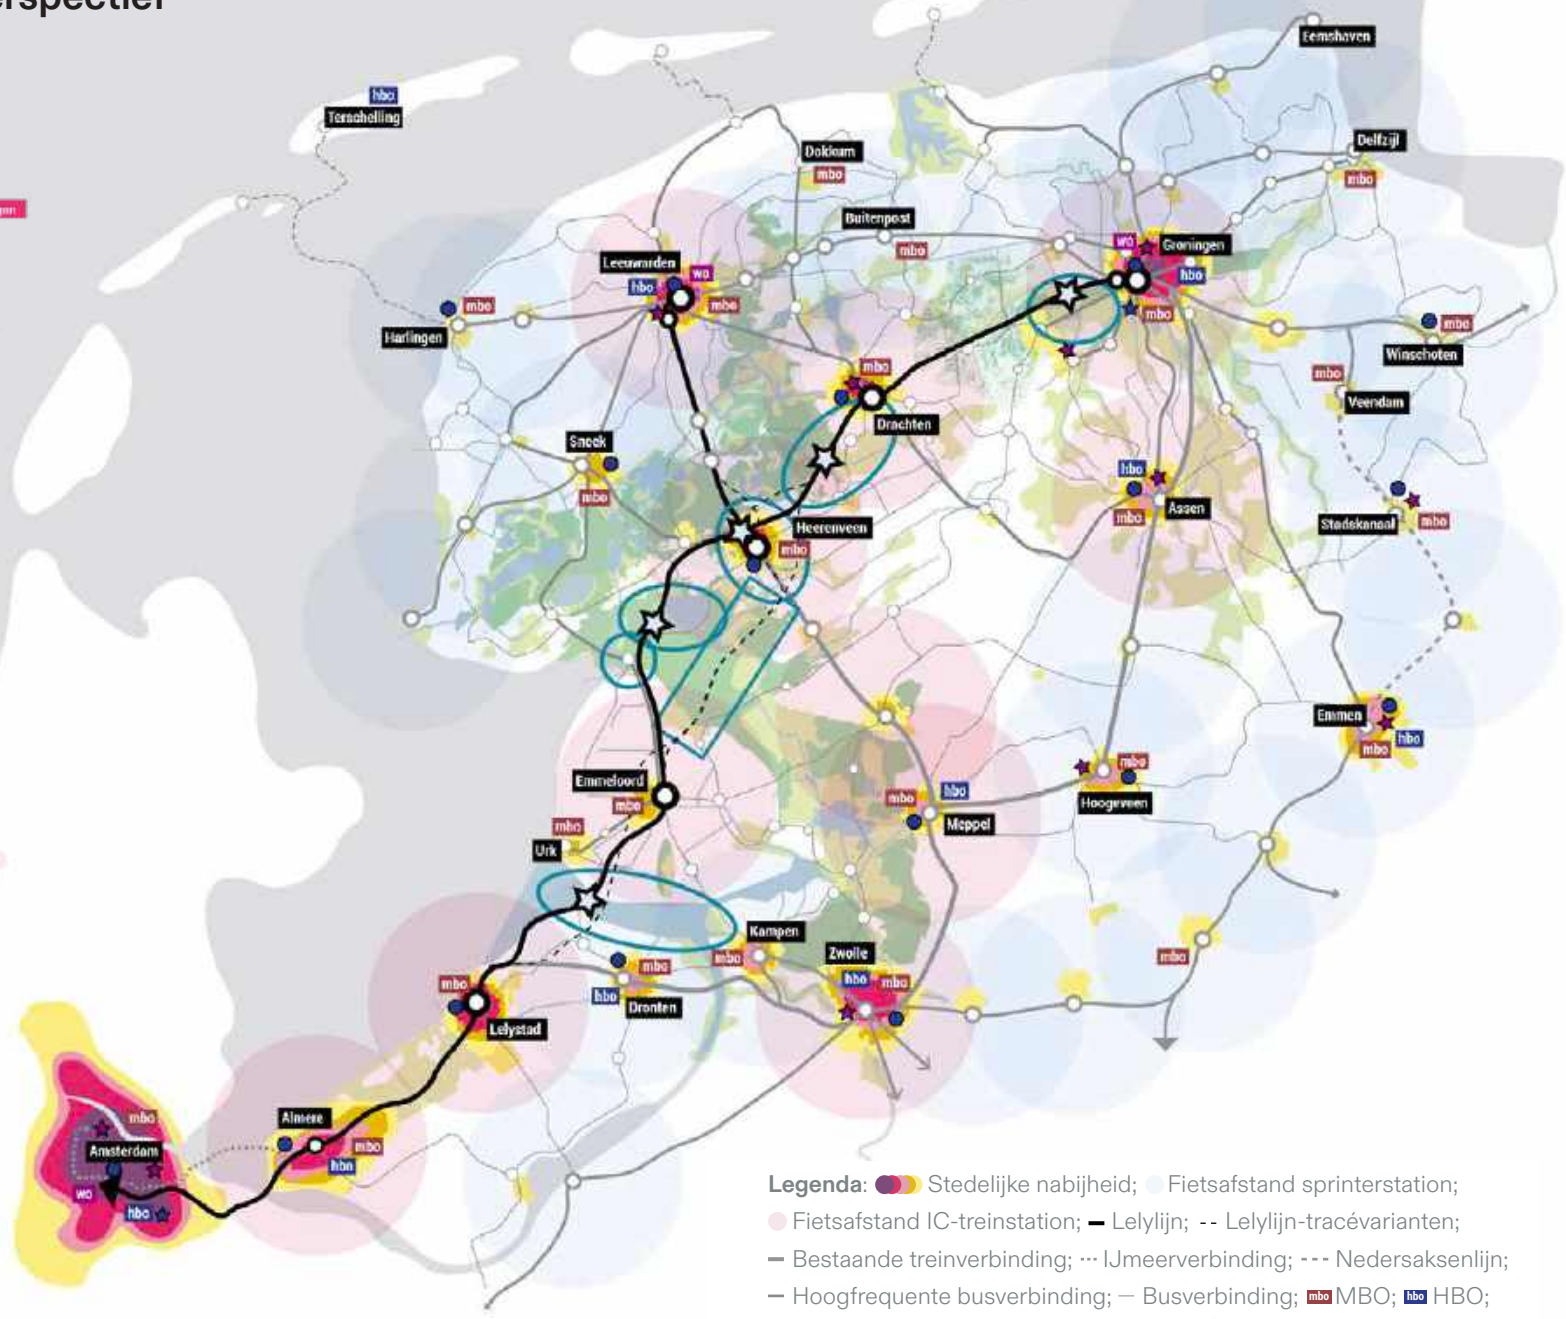 erspectief
Eemshaven
hbo
Terschelling
Delfzijl
mbo
Dokkum
mbo
Buitenpost
mbo
wo
Groningen
hbo
mbo
Leeuwarden
wo
hbo
mbo
mbo
Harlingen
mbo
Winschoten
mbo
Veendam
mbo
Drachten
Sneek
mbo
hbo
mbo
Assen
Stadskanaal
mbo
Heerenveen
mbo
Emmen
hbo
mbo
Emmeloord
mbo
mbo
Urk
mbo
hbo
Meppel
mbo
Hoogeveen
Kampen
mbo
Zwolle
hbo
mbo
mbo
mbo
hbo
Dronten
mbo
Lelystad
Almere
mbo
hbo
mbo
Amsterdam
wo
hbo
Legenda: Stedelijke nabijheid; Fietsafstand sprinterstation;
Fietsafstand IC-treinstation; Lelylijn; Lelylijn-tracévarianten;
Bestaande treinverbinding; IJmeerverbinding; Nedersaksenlijn;
Hoogfrequente busverbinding; Busverbinding; mbo MBO; hbo HBO;